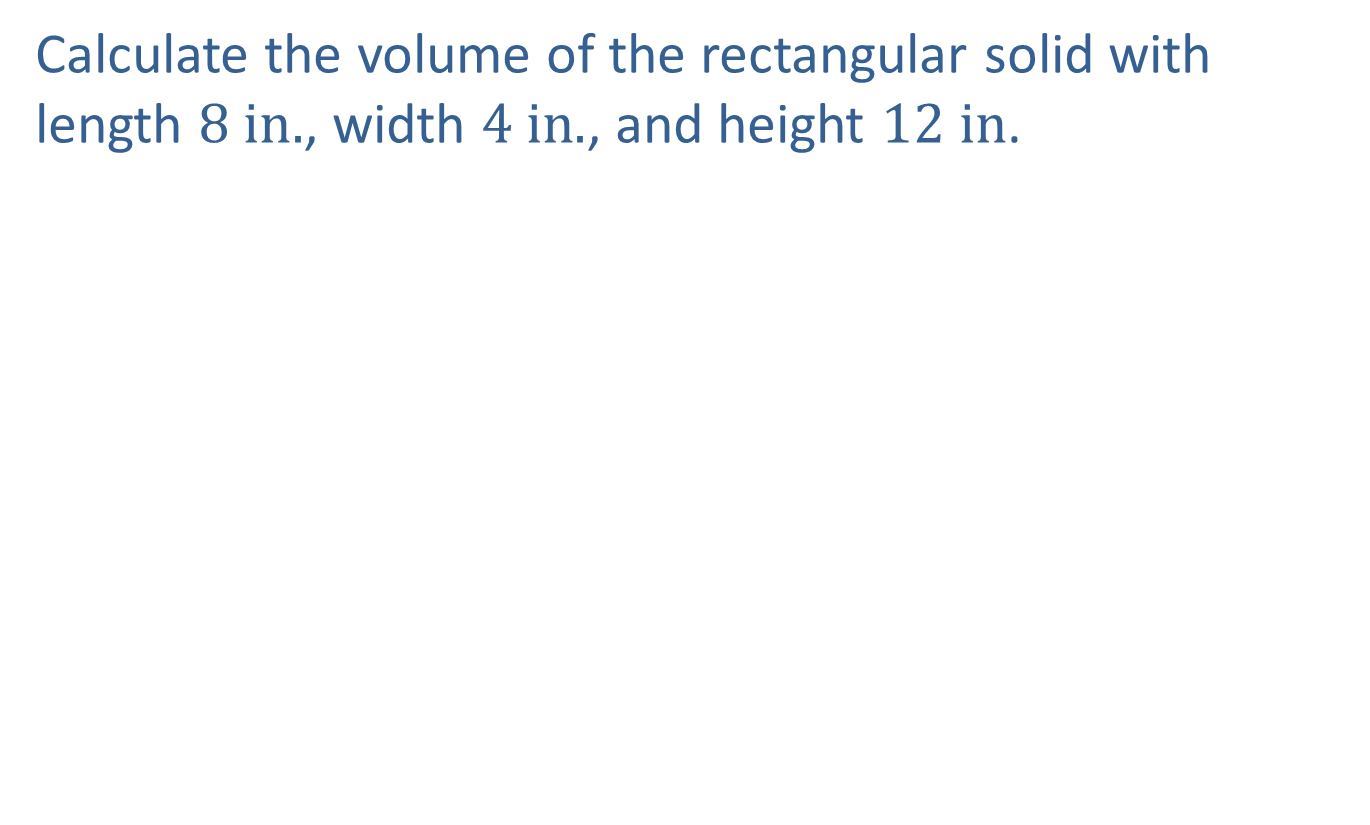 Calculate the volume of the rectangular solid with
length 8 in., width 4 in., and height 12 in.